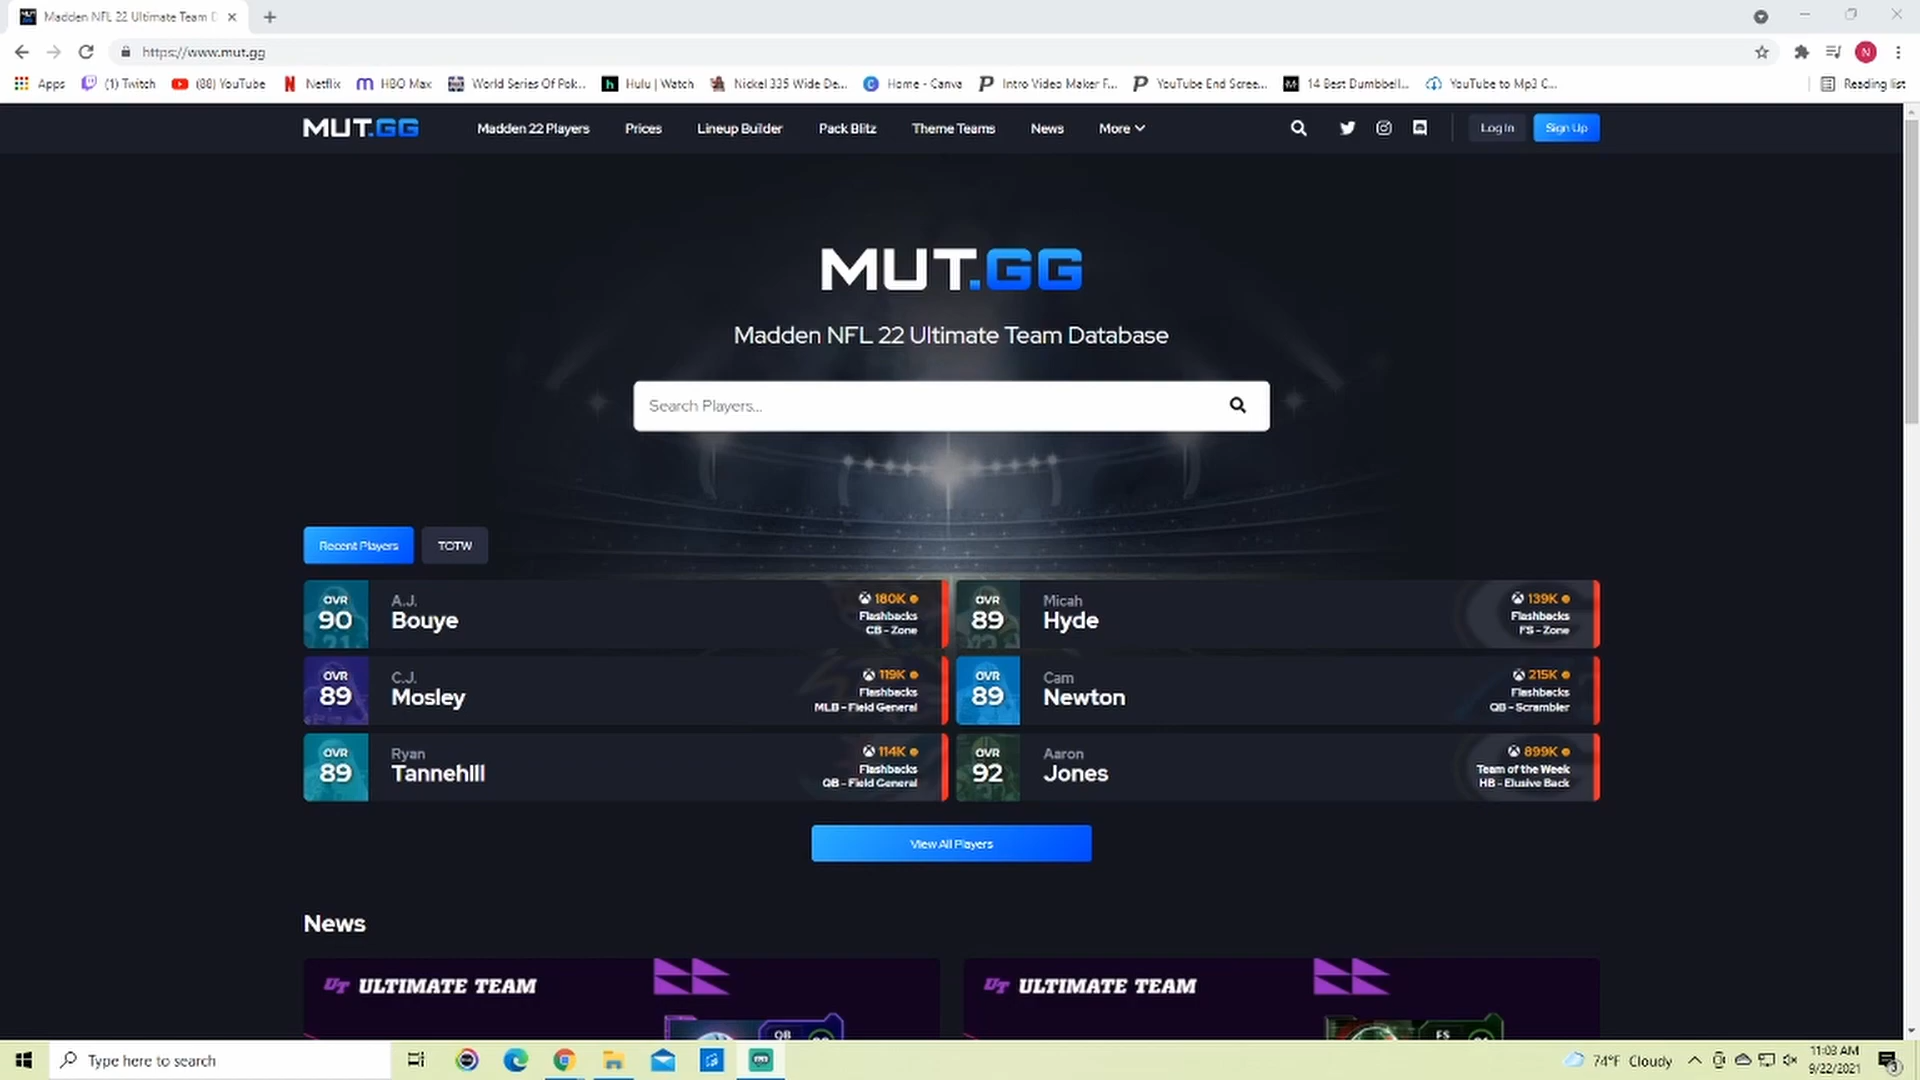 Madden NFL 22 Ultimate Team D
https://www.mut.gg
N
Apps
(1) Twitch
(88) YouTube
Netflix
HBO Max
World Series Of Pok...
Hulu | Watch
Nickel 335 Wide De...
Home - Canva
Intro Video Maker F...
YouTube End Scree...
14 Best Dumbbell...
YouTube to Mp3 C...
Reading list
MUT.GG
Madden 22 Players
Prices
Lineup Builder
Pack Blitz
Theme Teams
News
More
Log In
Sign Up
MUT.GG
Madden NFL 22 Ultimate Team Database
Search Players...
Recent Players
TOTW
OVR
90
A.J.
Bouye
180K
Flashbacks
CB - Zone
OVR
89
Micah
Hyde
139K
Flashbacks
FS - Zone
OVR
89
C.J.
Mosley
119K
Flashbacks
MLB - Field General
OVR
89
Cam
Newton
215K
Flashbacks
QB - Scrambler
OVR
89
Ryan
Tannehill
114K
Flashbacks
QB - Field General
OVR
92
Aaron
Jones
899K
Team of the Week
HB - Elusive Back
View All Players
News
UT ULTIMATE TEAM
QB
UT ULTIMATE TEAM
FS
Type here to search
74°F Cloudy
11:03 AM
9/22/2021
3